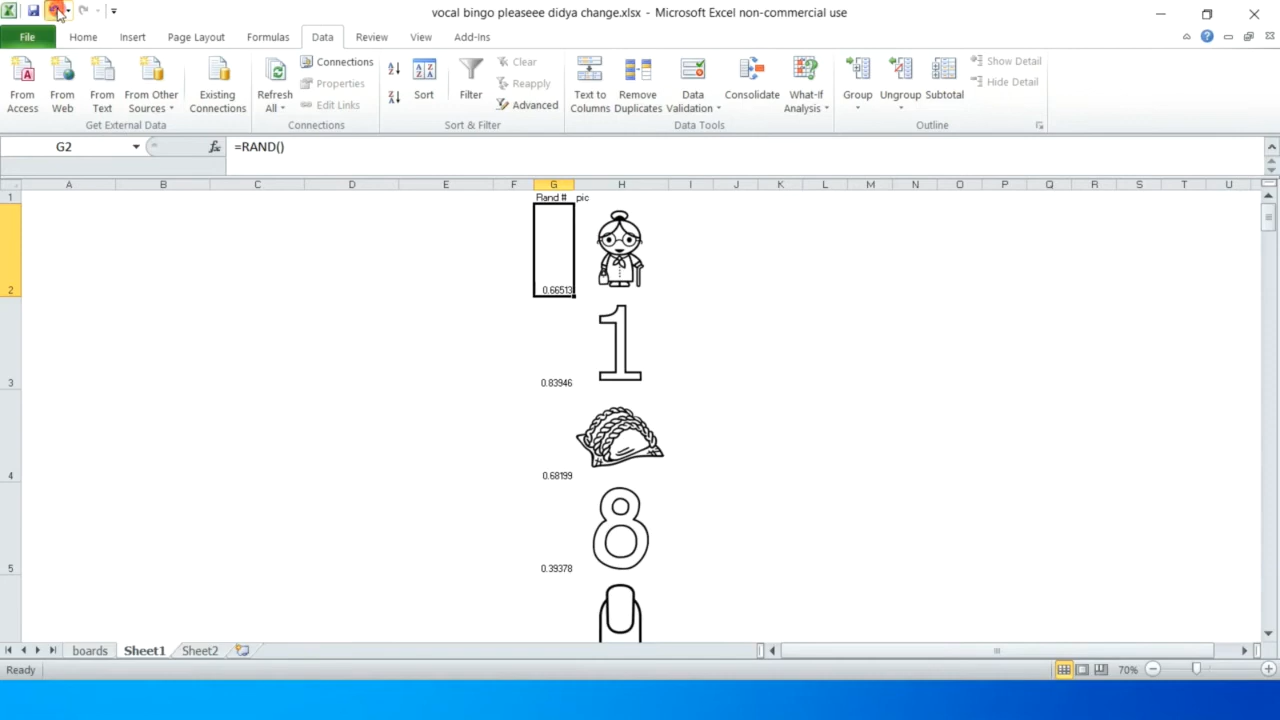 vocal bingo pleaseee didya change.xlsx - Microsoft Excel non-commercial use
File Home Insert Page Layout Formulas Data Review View Add-Ins
From Access
From Web
From Text
From Other Sources
Existing Connections
Get External Data
Refresh All
Connections
Properties
Edit Links
Connections
Sort
Filter
Clear
Reapply
Advanced
Sort & Filter
Text to Columns
Remove Duplicates
Data Validation
Consolidate
What-If Analysis
Data Tools
Group
Ungroup
Subtotal
Show Detail
Hide Detail
Outline
G2 fx =RAND()
A B C D E F G H I J K L M N O P Q R S T U
1 Rand # pic
2 0.66513
3 0.83946 1
4 0.68199
5 0.39378 8
boards Sheet1 Sheet2
Ready 70%